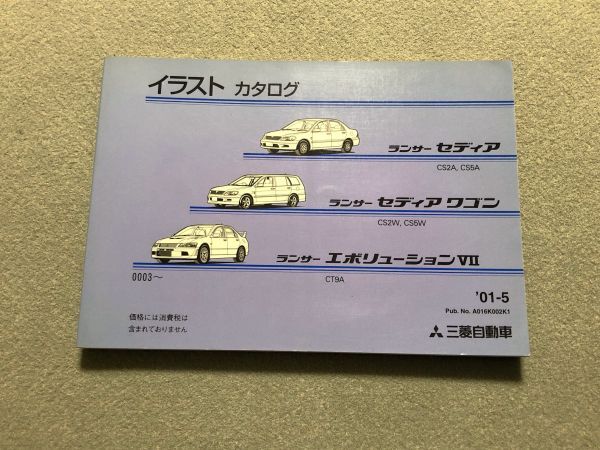 イラスト カタログ
ランサー セディア
CS2A, CS5A
ランサー セディア ワゴン
CS2W, CS5W
ランサー エボリューションⅦ
0003～
CT9A
'01-5
Pub. No. A016K002K1
価格には消費税は
含まれておりません
三菱自動車